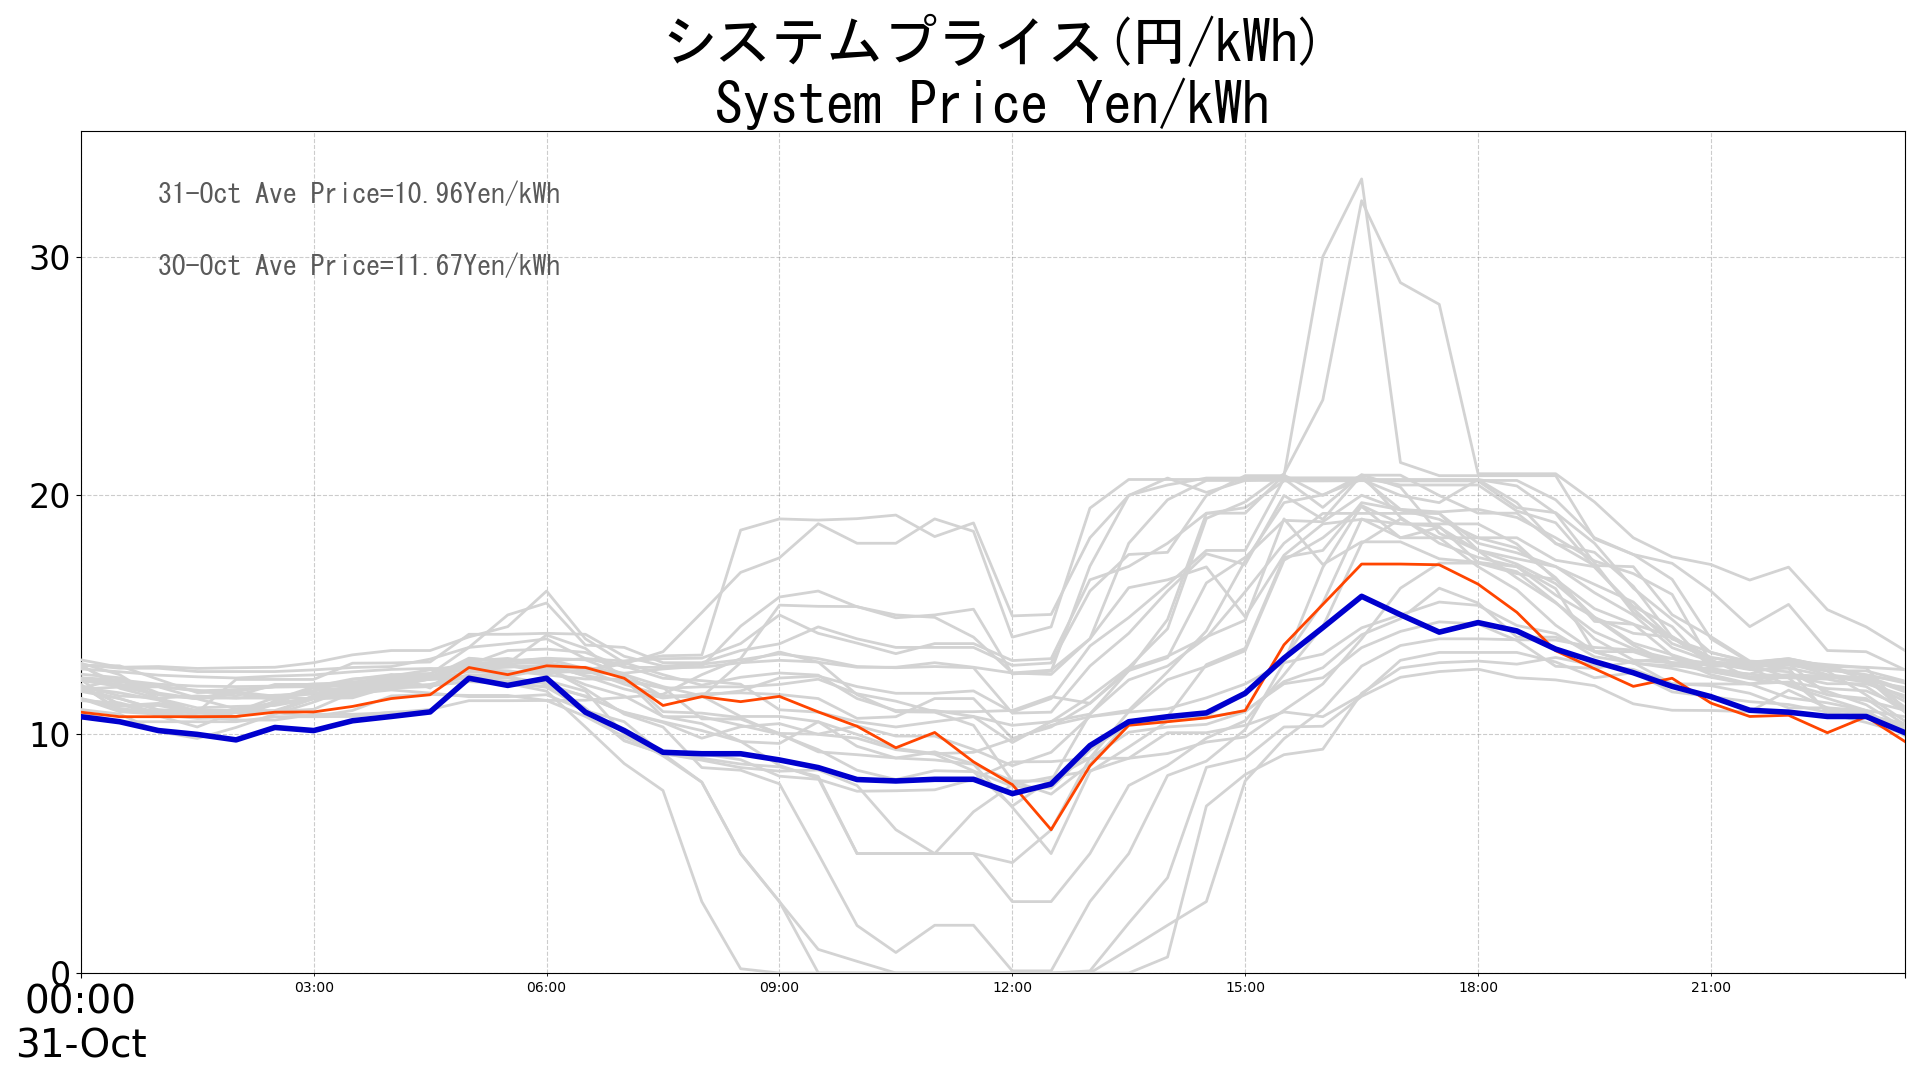 システムプライス(円/kWh)
System Price Yen/kWh
31-Oct Ave Price=10.96Yen/kWh
30-Oct Ave Price=11.67Yen/kWh
30
20
10
0
00:00
03:00
06:00
09:00
12:00
15:00
18:00
21:00
31-Oct